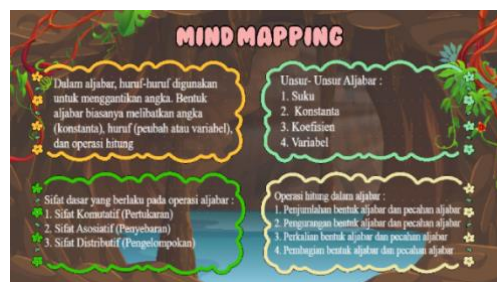 MIND MAPPING
Dalam aljabar, huruf-huruf digunakan
untuk menggantikan angka. Bentuk
aljabar biasanya melibatkan angka
(konstanta), huruf (peubah atau variabel),
dan operasi hitung
Unsur- Unsur Aljabar :
1. Suku
2. Konstanta
3. Koefisien
4. Variabel
Sifat dasar yang berlaku pada operasi aljabar :
1. Sifat Komutatif (Pertukaran)
2. Sifat Asosiatif (Penyebaran)
3. Sifat Distributif (Pengelompokan)
Operasi hitung dalam aljabar :
1. Penjumlahan bentuk aljabar dan pecahan aljabar
2. Pengurangan bentuk aljabar dan pecahan aljabar
3. Perkalian bentuk aljabar dan pecahan aljabar
4. Pembagian bentuk aljabar dan pecahan aljabar